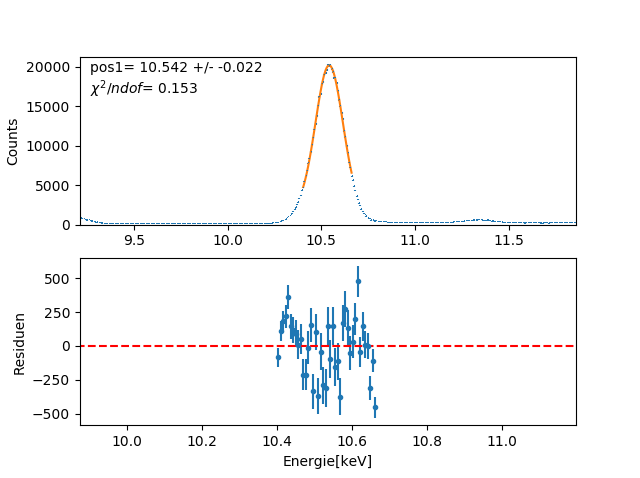 20000
15000
10000
5000
0
Counts
pos1= 10.542 +/- -0.022
χ²/ndof= 0.153
9.5 10.0 10.5 11.0 11.5
500
250
0
−250
−500
Residuen
10.0 10.2 10.4 10.6 10.8 11.0
Energie[keV]